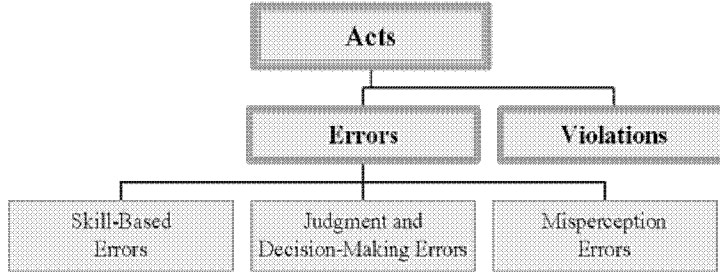 Acts
Errors
Violations
Skill-Based
Errors
Judgment and
Decision-Making Errors
Misperception
Errors